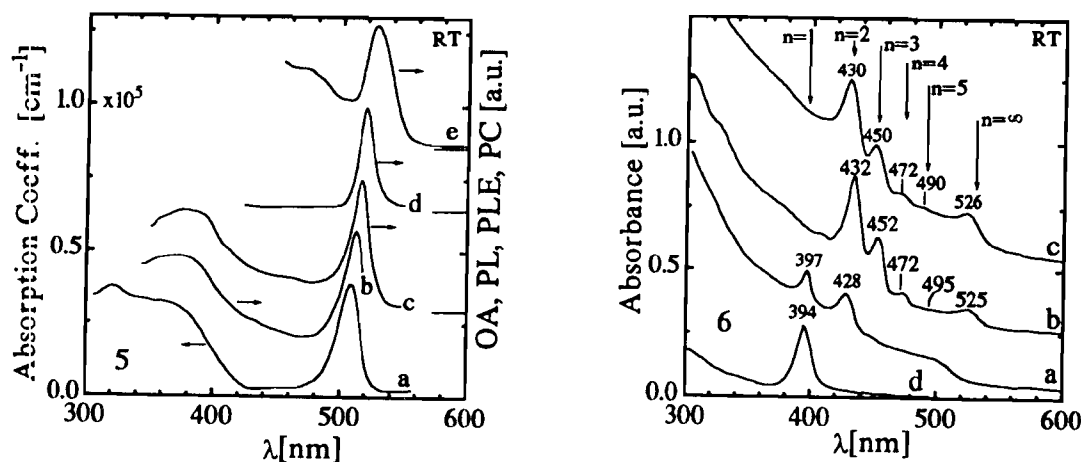 Absorption Coeff. [cm⁻¹]
1.0
x10⁵
0.5
0.0
300
400
500
600
λ[nm]
5
RT
e
d
c
b
a
OA, PL, PLE, PC [a.u.]
Absorbance [a.u.]
1.0
0.5
0.0
300
400
500
600
λ[nm]
6
RT
n=1
n=2
n=3
n=4
n=5
n=∞
430
450
472
490
526
c
432
452
472
495
525
b
397
428
a
394
d